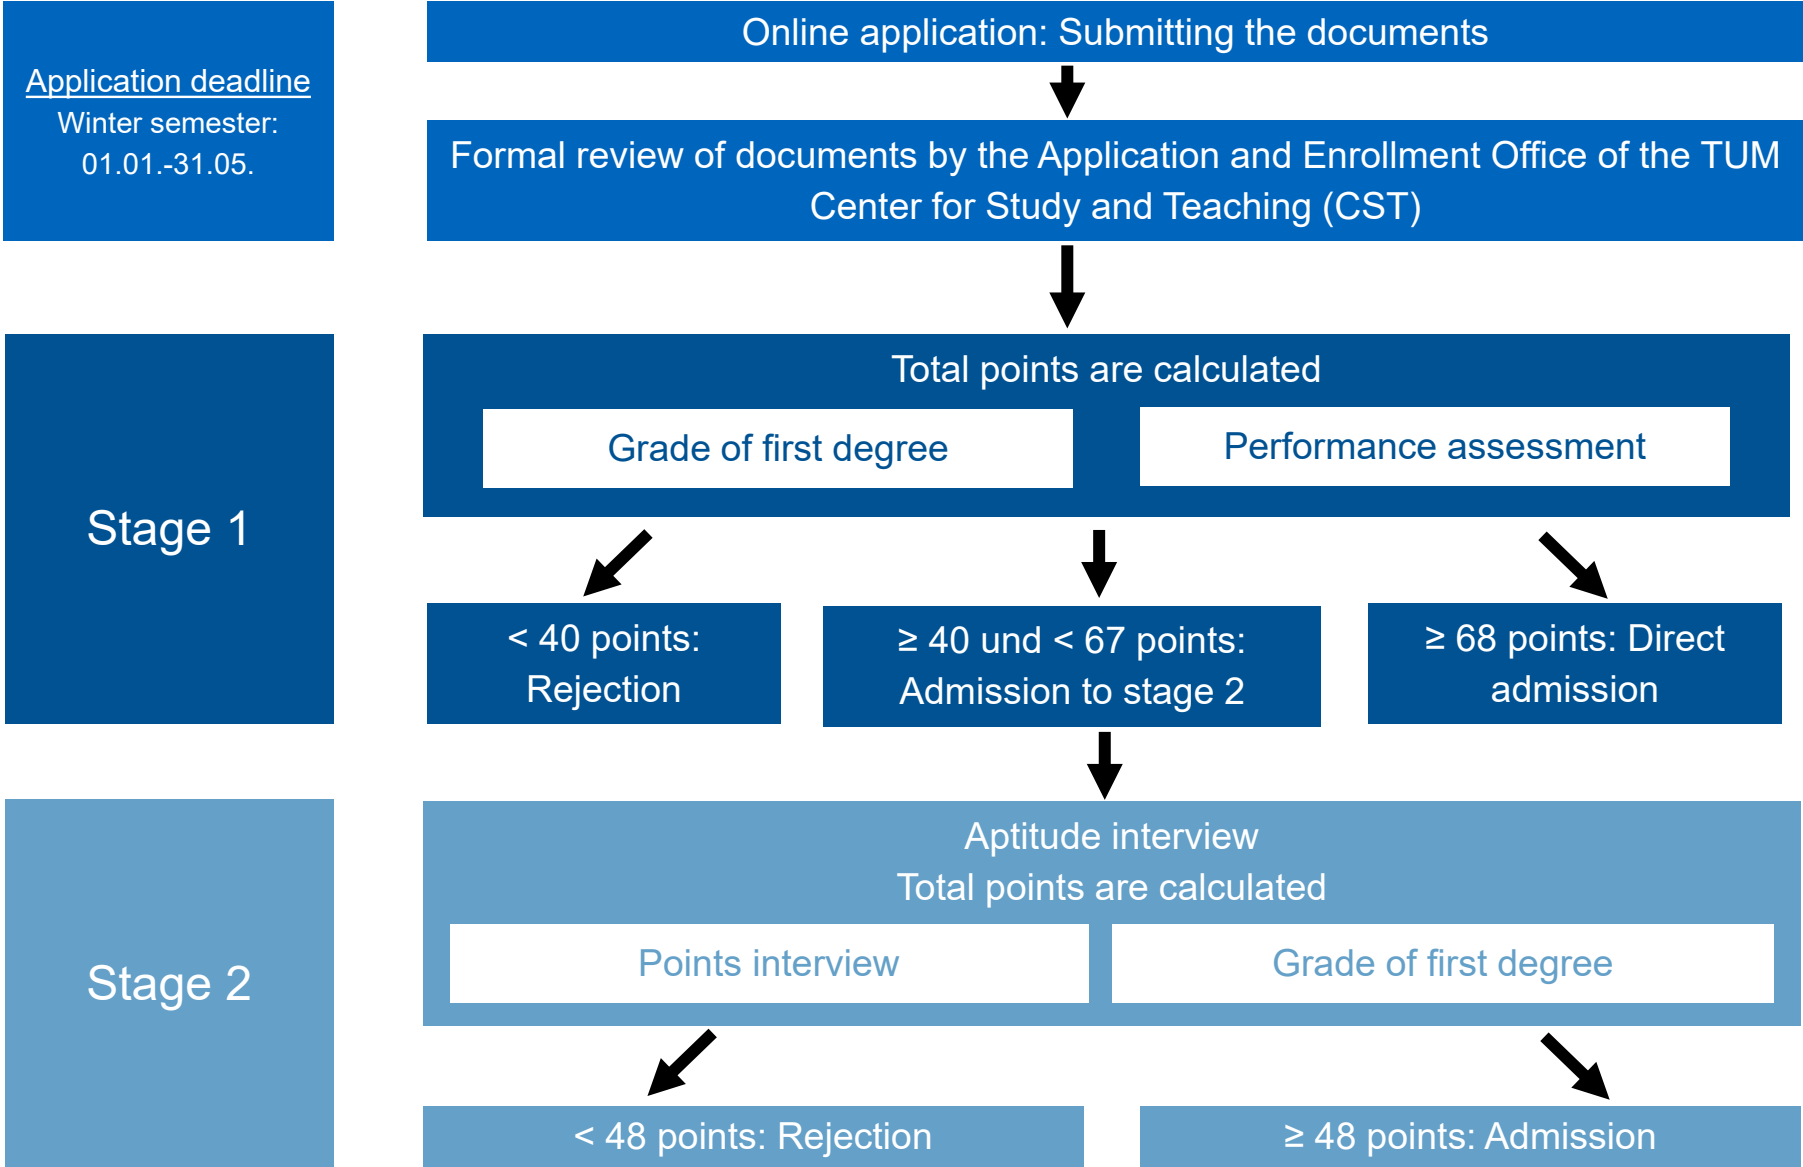 Application deadline
Winter semester:
01.01.-31.05.
Online application: Submitting the documents
Formal review of documents by the Application and Enrollment Office of the TUM
Center for Study and Teaching (CST)
Stage 1
Total points are calculated
Grade of first degree
Performance assessment
< 40 points:
Rejection
≥ 40 und < 67 points:
Admission to stage 2
≥ 68 points: Direct
admission
Stage 2
Aptitude interview
Total points are calculated
Points interview
Grade of first degree
< 48 points: Rejection
≥ 48 points: Admission